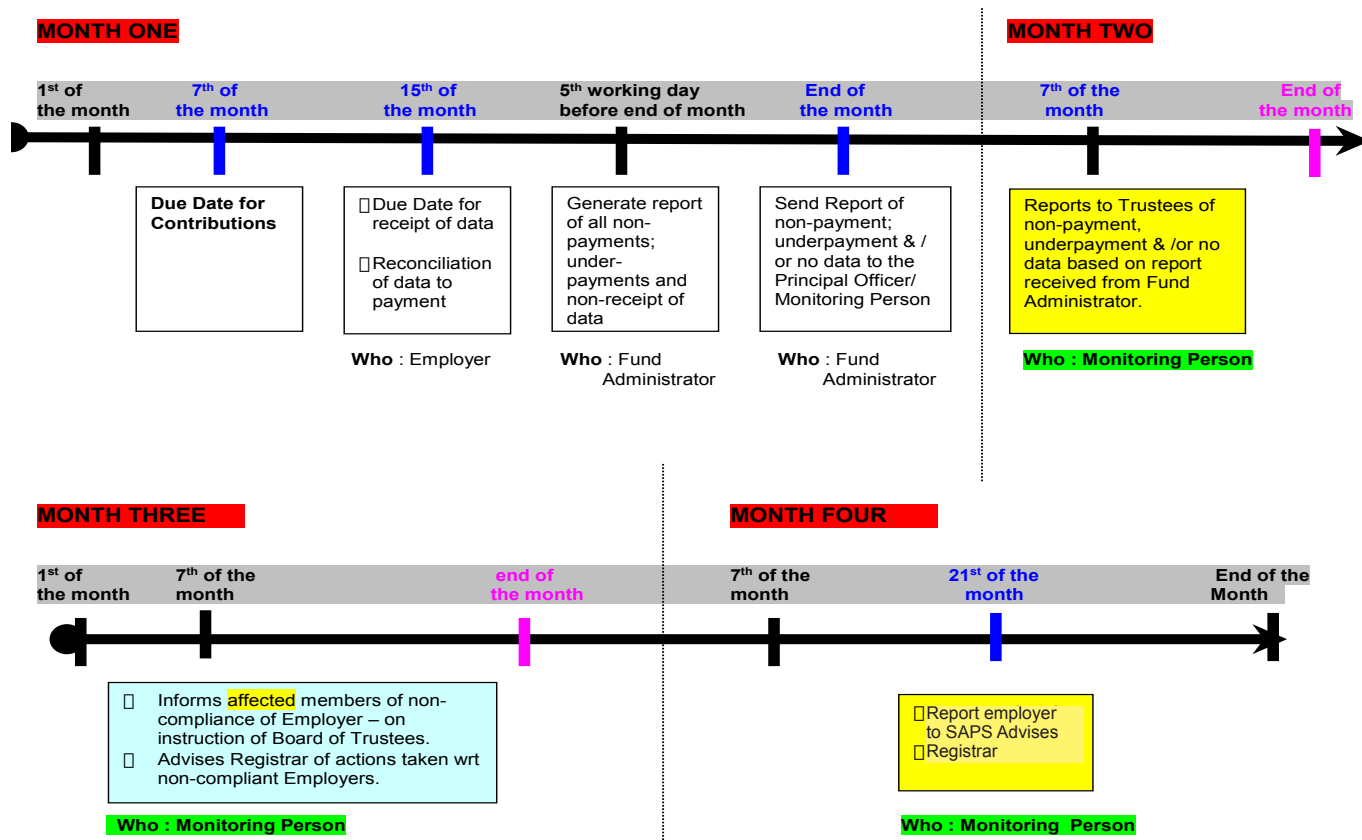 MONTH ONE
MONTH TWO
1st of
the month
7th of
the month
15th of
the month
5th working day
before end of month
End of
the month
7th of the
month
End of
the month
Due Date for
Contributions
Due Date for
receipt of data
Reconciliation
of data to
payment
Who : Employer
Generate report
of all non-
payments;
under-
payments and
non-receipt of
data
Who : Fund
Administrator
Send Report of
non-payment;
underpayment & /
or no data to the
Principal Officer/
Monitoring Person
Who : Fund
Administrator
Reports to Trustees of
non-payment,
underpayment & /or no
data based on report
received from Fund
Administrator.
Who : Monitoring Person
MONTH THREE
MONTH FOUR
1st of
the month
7th of the
month
end of
the month
7th of the
month
21st of the
month
End of the
Month
Informs affected members of non-
compliance of Employer – on
instruction of Board of Trustees.
Advises Registrar of actions taken wrt
non-compliant Employers.
Who : Monitoring Person
Report employer
to SAPS Advises
Registrar
Who : Monitoring Person